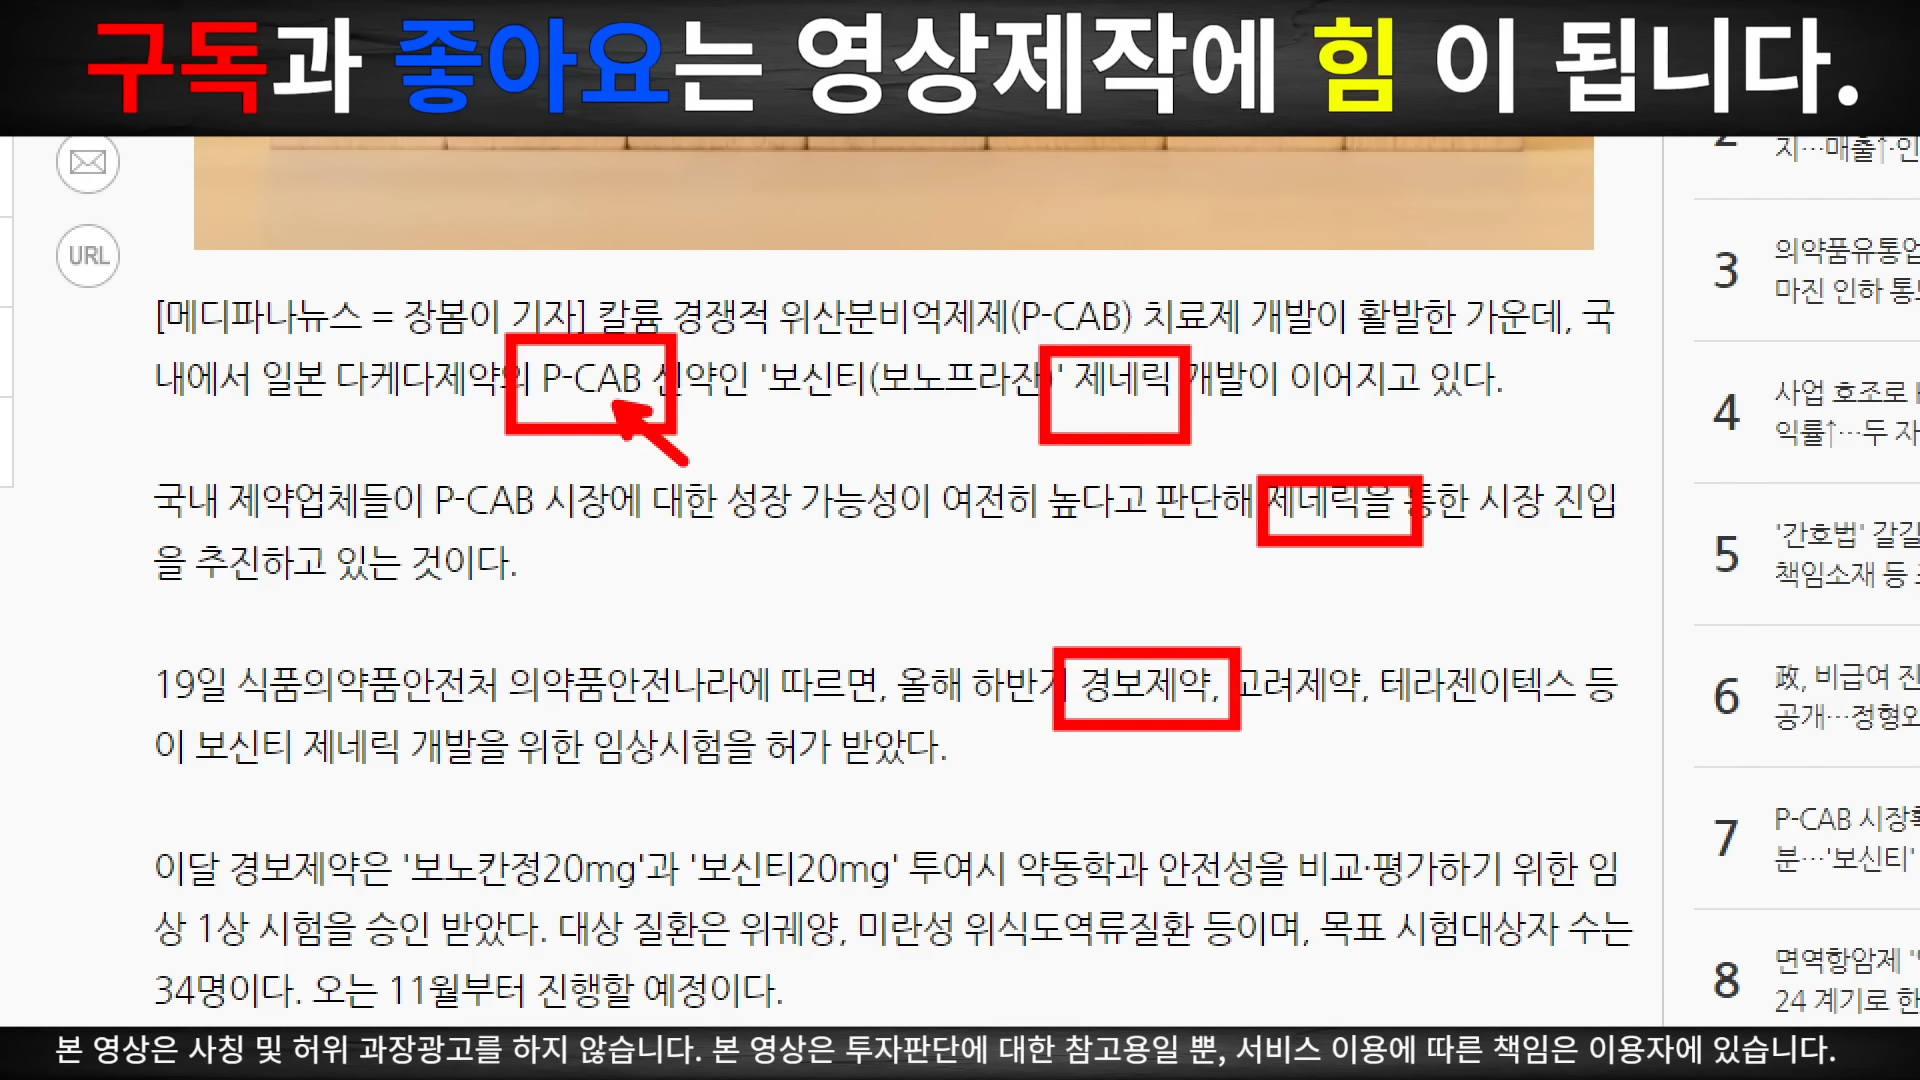 구독과 좋아요는 영상제작에 힘 이 됩니다.
URL
[메디파나뉴스 = 장봄이 기자] 칼륨 경쟁적 위산분비억제제(P-CAB) 치료제 개발이 활발한 가운데, 국
내에서 일본 다케다제약의 P-CAB 신약인 '보신티(보노프라잔)' 제네릭 개발이 이어지고 있다.
국내 제약업체들이 P-CAB 시장에 대한 성장 가능성이 여전히 높다고 판단해 제네릭을 통한 시장 진입
을 추진하고 있는 것이다.
19일 식품의약품안전처 의약품안전나라에 따르면, 올해 하반기 경보제약, 고려제약, 테라젠이텍스 등
이 보신티 제네릭 개발을 위한 임상시험을 허가 받았다.
이달 경보제약은 '보노칸정20mg'과 '보신티20mg' 투여시 약동학과 안전성을 비교·평가하기 위한 임
상 1상 시험을 승인 받았다. 대상 질환은 위궤양, 미란성 위식도역류질환 등이며, 목표 시험대상자 수는
34명이다. 오는 11월부터 진행할 예정이다.
지…매출↑·인
3 의약품유통업
마진 인하 통
4 사업 호조로
익률↑…두 자
5 '간호법' 갈길
책임소재 등
6 政, 비급여 진
공개…정형외
7 P-CAB 시장
분…'보신티'
8 면역항암제
24 계기로 한
본 영상은 사칭 및 허위 과장광고를 하지 않습니다. 본 영상은 투자판단에 대한 참고용일 뿐, 서비스 이용에 따른 책임은 이용자에 있습니다.